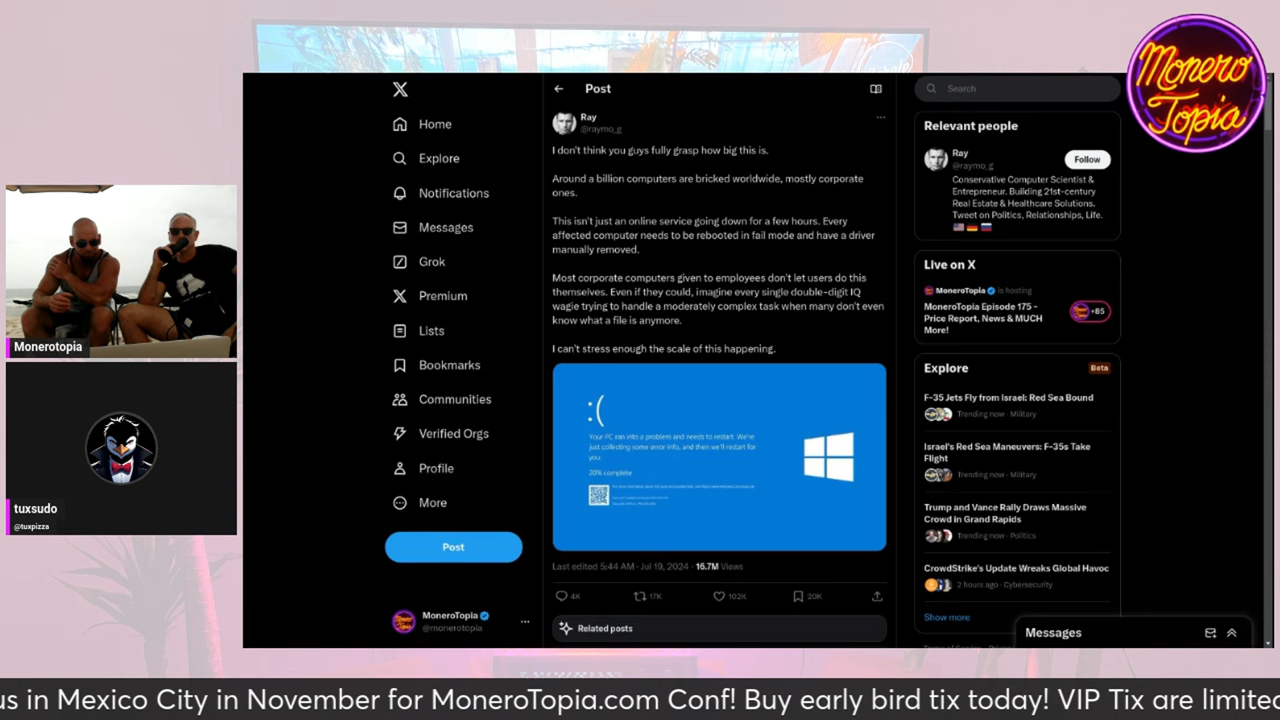 Monero
Topia
Monerotopia
tuxsudo
@tuxpizza
Home
Explore
Notifications
Messages
Grok
Premium
Lists
Bookmarks
Communities
Verified Orgs
Profile
More
Post
MoneroTopia
@monerotopia
Post
Ray
@raymo_g
I don't think you guys fully grasp how big this is.
Around a billion computers are bricked worldwide, mostly corporate
ones.
This isn't just an online service going down for a few hours. Every
affected computer needs to be rebooted in fail mode and have a driver
manually removed.
Most corporate computers given to employees don't let users do this
themselves. Even if they could, imagine every single double-digit IQ
wagie trying to handle a moderately complex task when many don't even
know what a file is anymore.
I can't stress enough the scale of this happening.
:(
Your PC ran into a problem and needs to restart. We're
just collecting some error info, and then we'll restart for
you.
20% complete
Last edited 5:44 AM · Jul 19, 2024 · 16.7M Views
4K 17K 102K 20K
Related posts
Search
Relevant people
Ray
@raymo_g
Follow
Conservative Computer Scientist &
Entrepreneur. Building 21st-century
Real Estate & Healthcare Solutions.
Tweet on Politics, Relationships, Life.
Live on X
MoneroTopia is hosting
MoneroTopia Episode 175 -
Price Report, News & MUCH
More!
+85
Explore
Beta
F-35 Jets Fly from Israel: Red Sea Bound
Trending now · Military
Israel's Red Sea Maneuvers: F-35s Take
Flight
Trending now · Military
Trump and Vance Rally Draws Massive
Crowd in Grand Rapids
Trending now · Politics
CrowdStrike's Update Wreaks Global Havoc
2 hours ago · Cybersecurity
Show more
Messages
us in Mexico City in November for MoneroTopia.com Conf! Buy early bird tix today! VIP Tix are limited